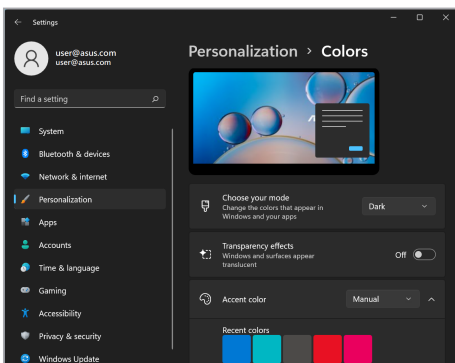 Settings
user@asus.com
user@asus.com
Find a setting
System
Bluetooth & devices
Network & internet
Personalization
Apps
Accounts
Time & language
Gaming
Accessibility
Privacy & security
Windows Update
Personalization > Colors
Choose your mode
Change the colors that appear in
Windows and your apps
Dark
Transparency effects
Windows and surfaces appear
translucent
Off
Accent color
Manual
Recent colors